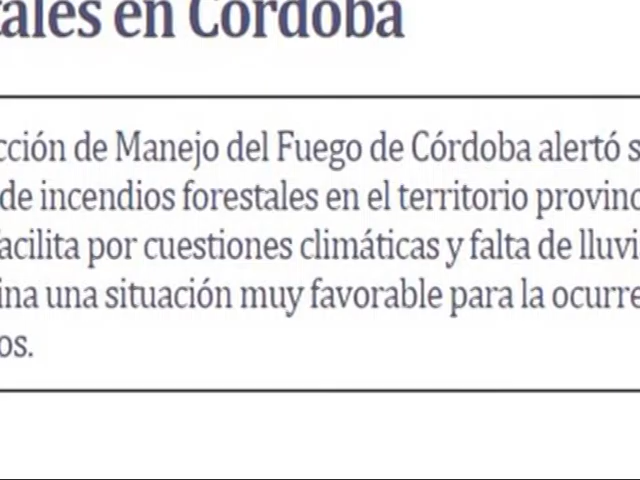 tales en Córdoba
cción de Manejo del Fuego de Córdoba alertó s
de incendios forestales en el territorio provinc
facilita por cuestiones climáticas y falta de lluvi
ina una situación muy favorable para la ocurre
os.